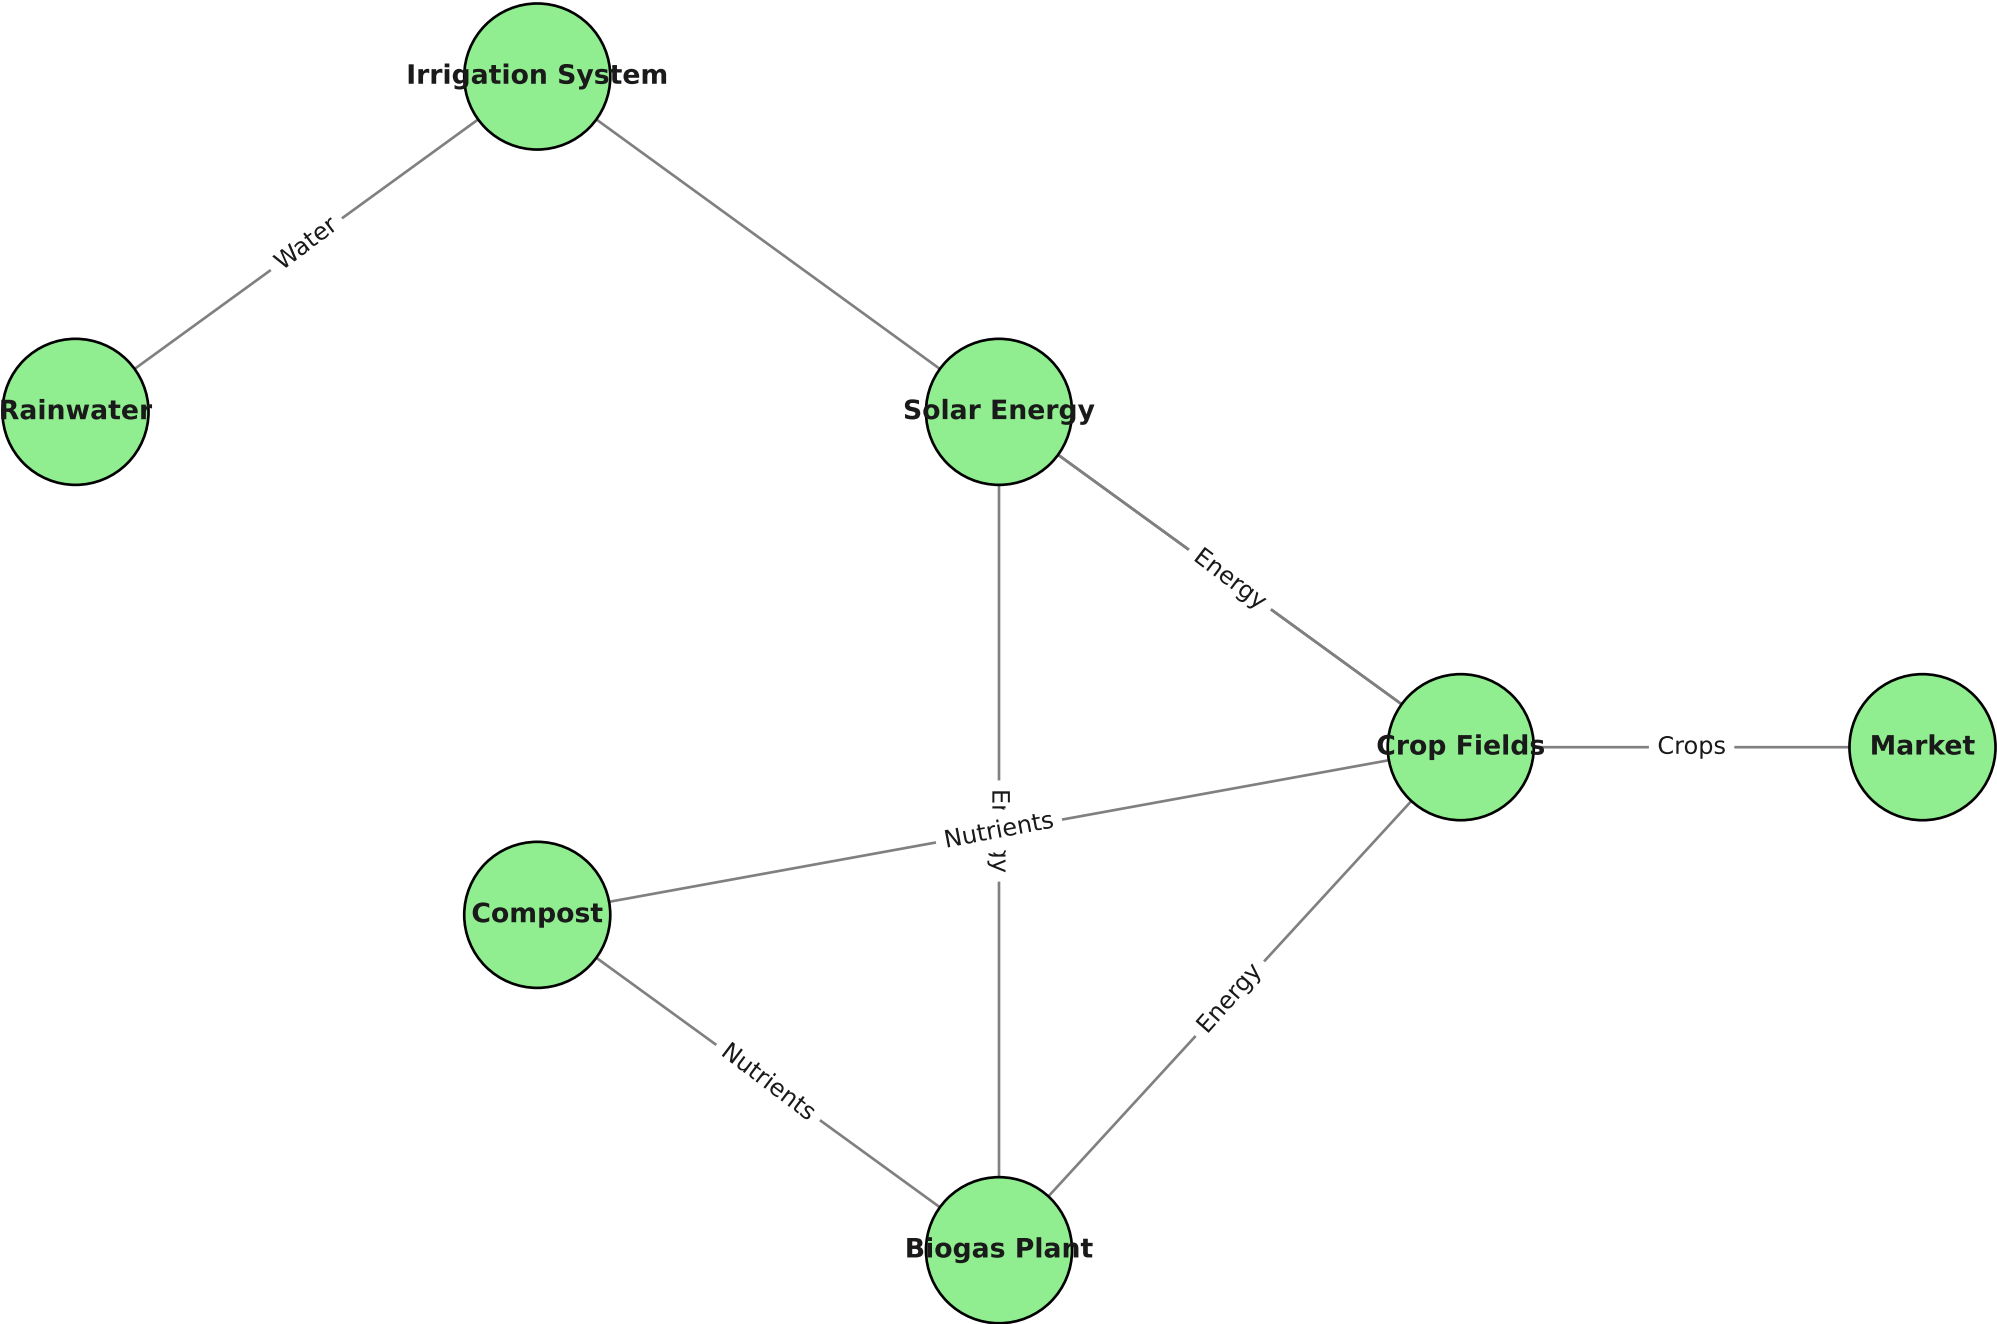 Irrigation System
Water
Rainwater
Solar Energy
Energy
Crop Fields
Crops
Market
Nutrients
Compost
Energy
Nutrients
Biogas Plant